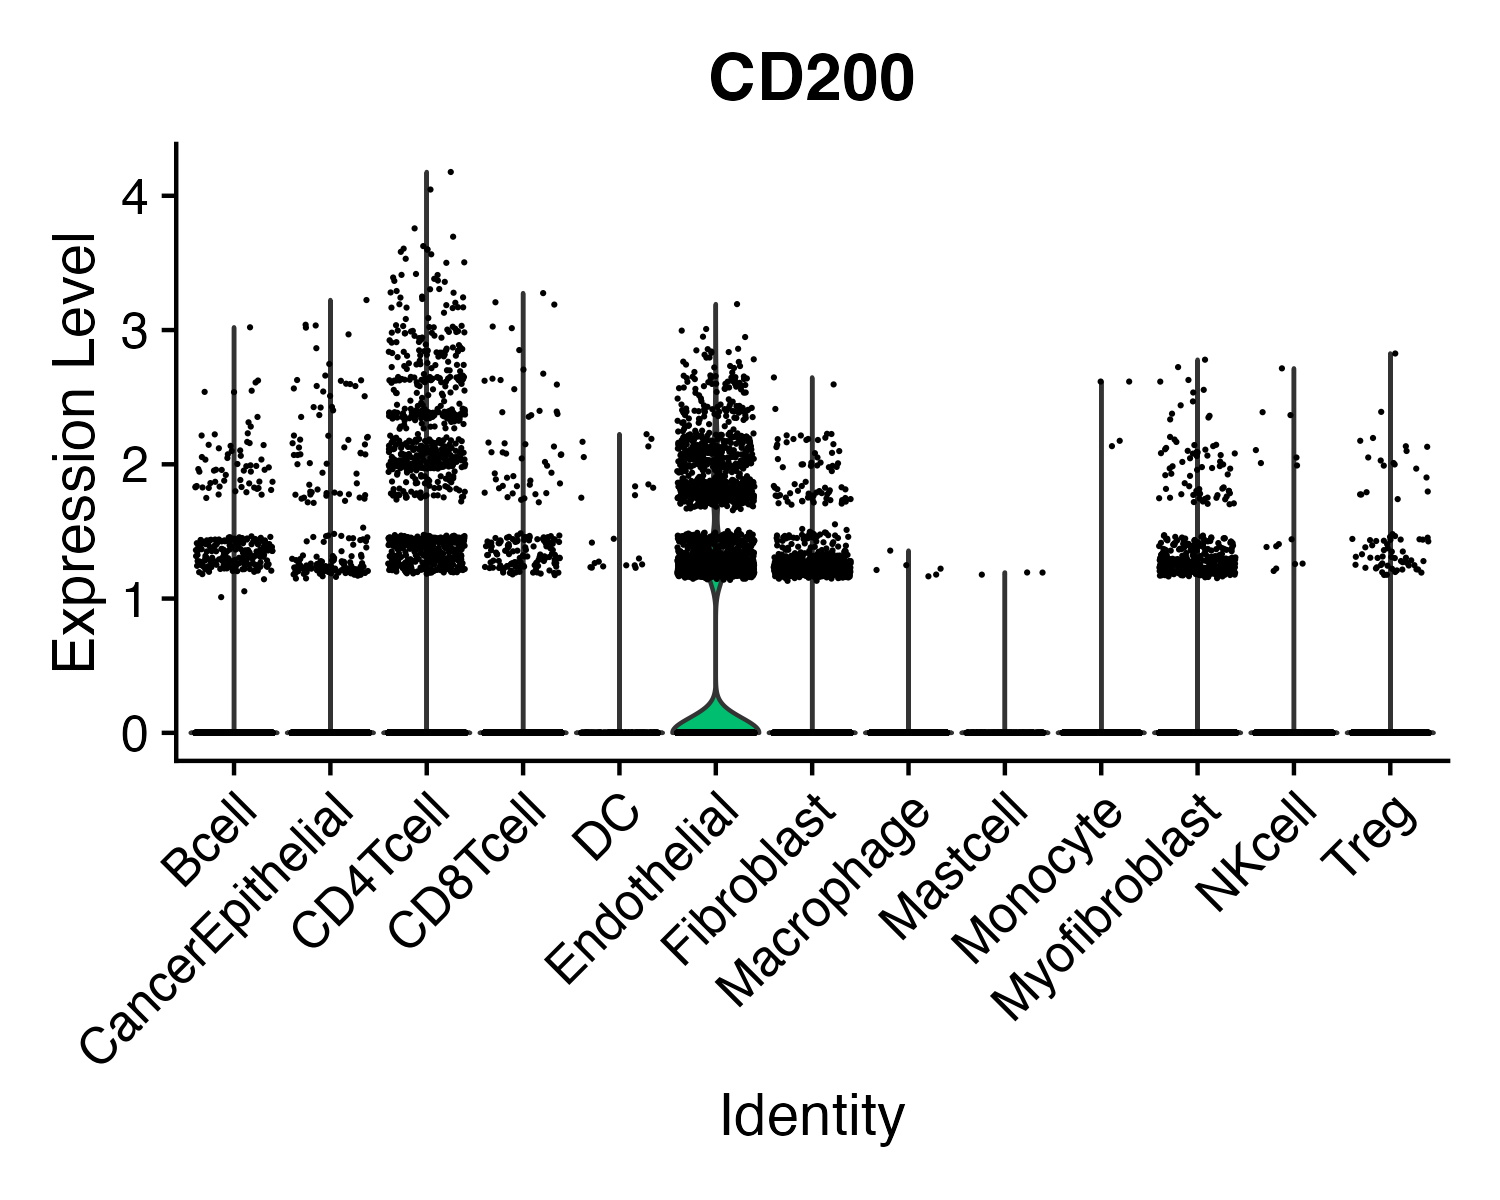 CD200
Expression Level
4
3
2
1
0
Bcell
CancerEpithelial
CD4Tcell
CD8Tcell
DC
Endothelial
Fibroblast
Macrophage
Mastcell
Monocyte
Myofibroblast
NKcell
Treg
Identity